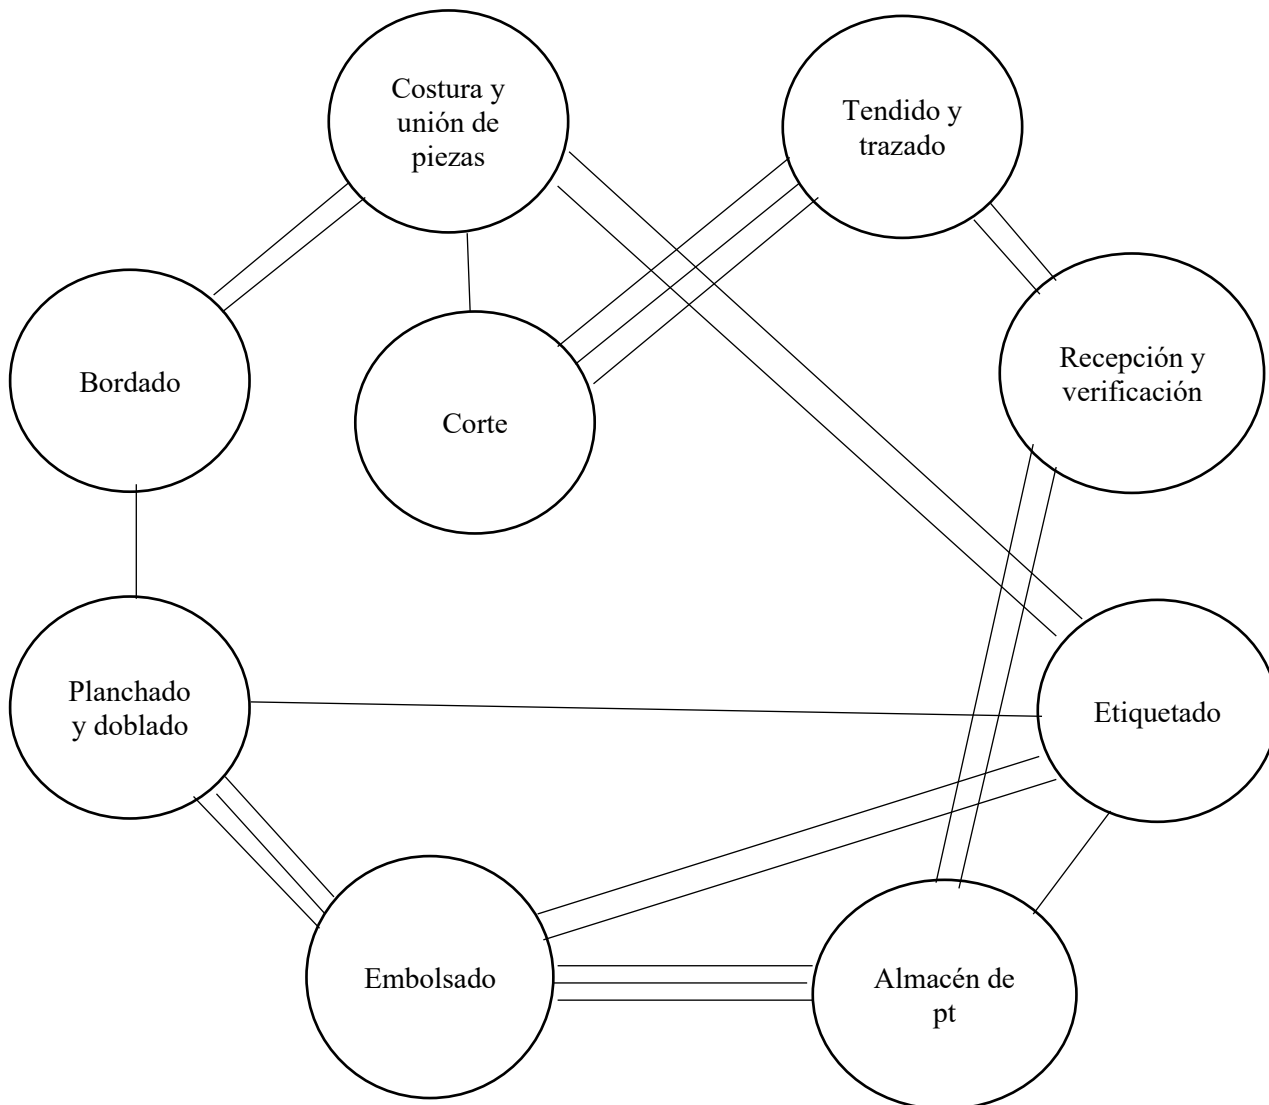 Costura y
unión de
piezas
Tendido y
trazado
Bordado
Corte
Recepción y
verificación
Planchado
y doblado
Etiquetado
Embolsado
Almacén de
pt